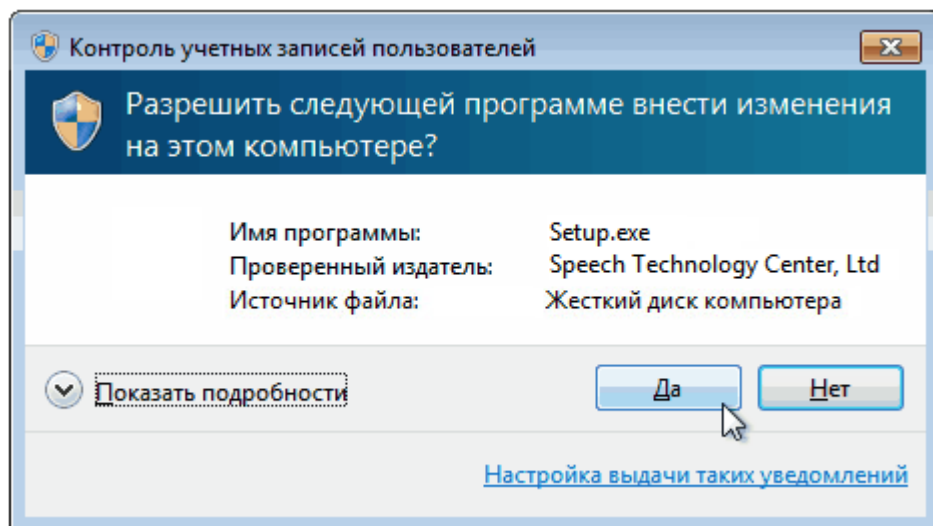 Контроль учетных записей пользователей
Разрешить следующей программе внести изменения
на этом компьютере?
Имя программы: Setup.exe
Проверенный издатель: Speech Technology Center, Ltd
Источник файла: Жесткий диск компьютера
Показать подробности Да Нет
Настройка выдачи таких уведомлений